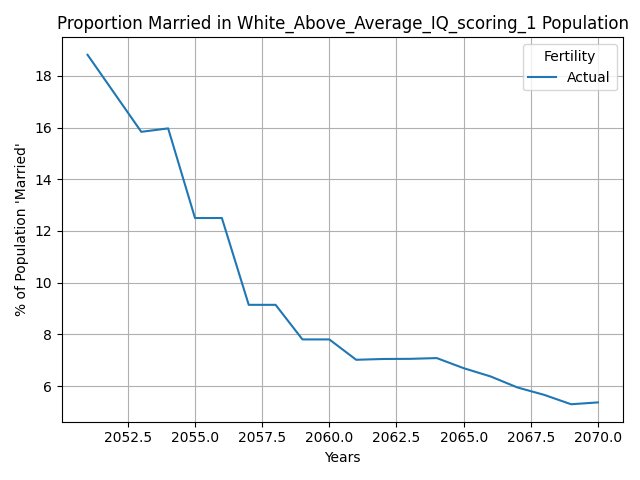 Proportion Married in White_Above_Average_IQ_scoring_1 Population
Fertility
Actual
% of Population 'Married'
18
16
14
12
10
8
6
2052.5 2055.0 2057.5 2060.0 2062.5 2065.0 2067.5 2070.0
Years